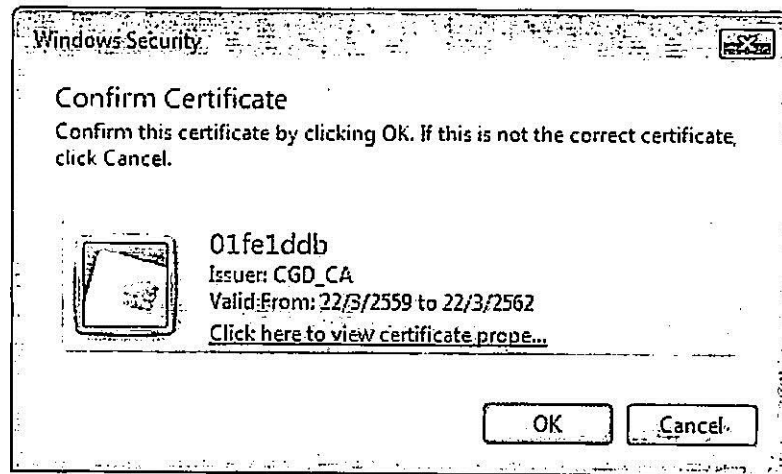 Windows Security
Confirm Certificate
Confirm this certificate by clicking OK. If this is not the correct certificate,
click Cancel.
01fe1ddb
Issuer: CGD_CA
Valid From: 22/3/2559 to 22/3/2562
Click here to view certificate prope...
OK
Cancel